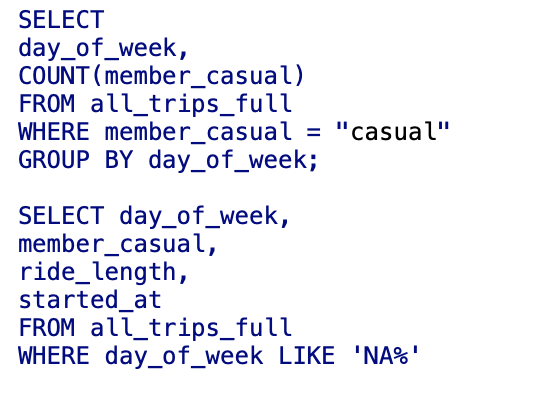 SELECT
day_of_week,
COUNT(member_casual)
FROM all_trips_full
WHERE member_casual = "casual"
GROUP BY day_of_week;
SELECT day_of_week,
member_casual,
ride_length,
started_at
FROM all_trips_full
WHERE day_of_week LIKE 'NA%'